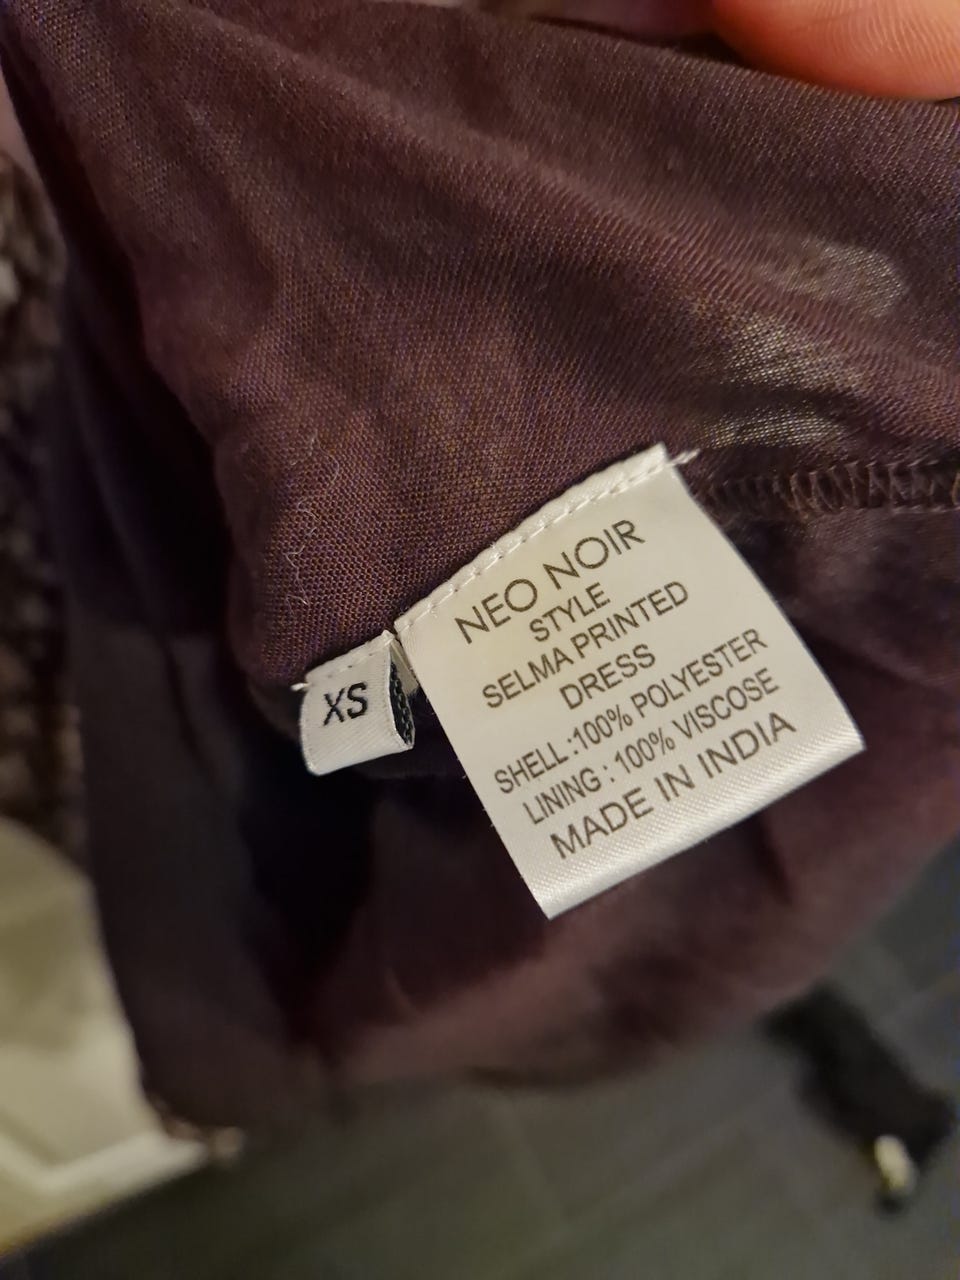 NEO NOIR
STYLE
SELMA PRINTED
DRESS
SHELL :100% POLYESTER
LINING : 100% VISCOSE
MADE IN INDIA
XS